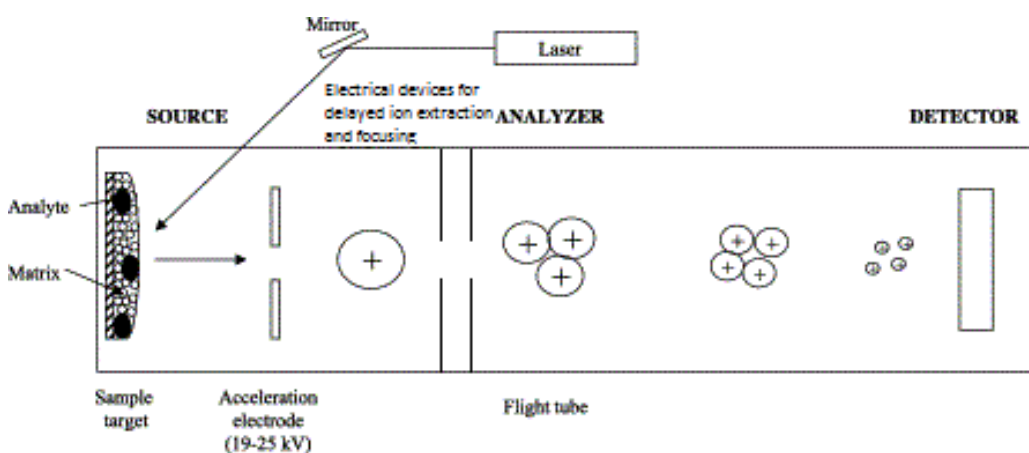 Mirror
Laser
Electrical devices for
delayed ion extraction
and focusing
SOURCE
ANALYZER
DETECTOR
Analyte
Matrix
+
+
+
+
+
+
+
+
+
+
+
+
Sample
target
Acceleration
electrode
(19-25 kV)
Flight tube